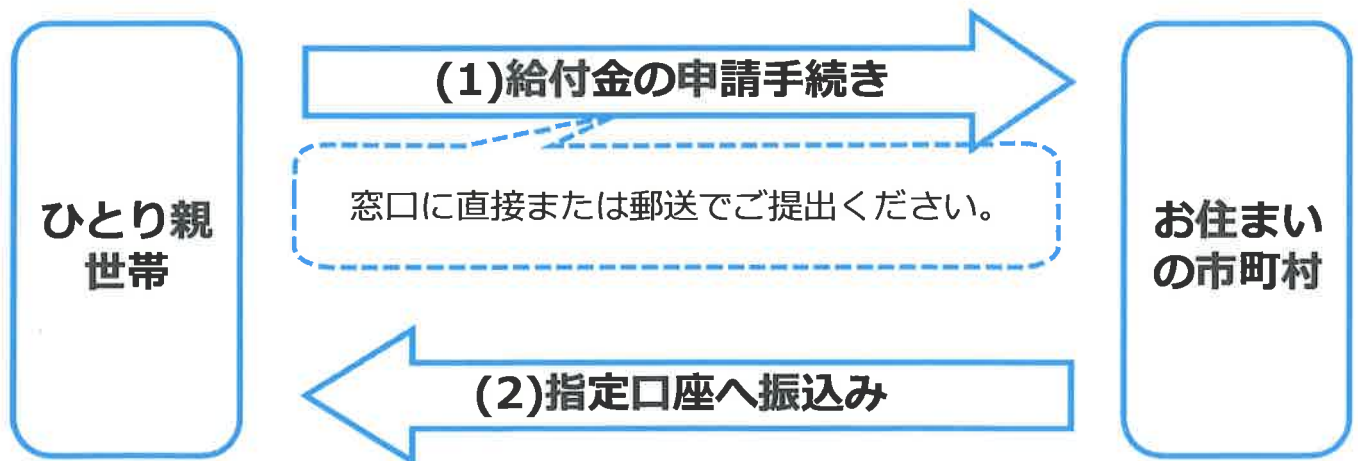 (1)給付金の申請手続き
窓口に直接または郵送でご提出ください。
ひとり親
世帯
お住まい
の市町村
(2)指定口座へ振込み